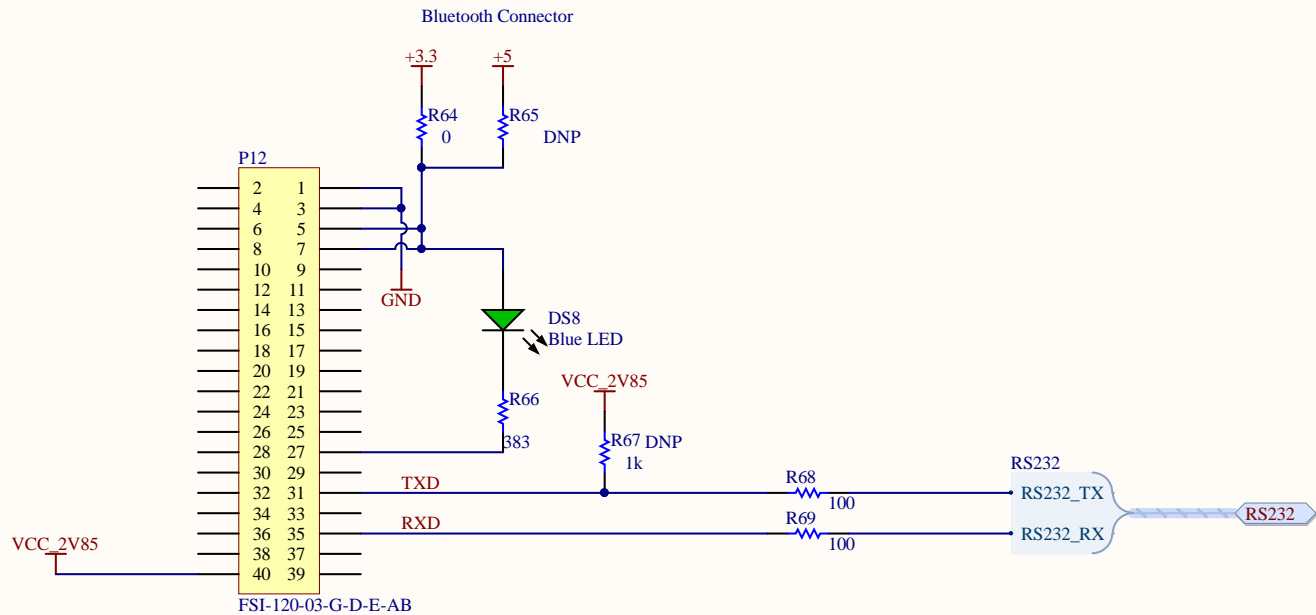 Bluetooth Connector
+3.3 +5
R64 R65
0 DNP
P12
2 1
4 3
6 5
8 7
10 9
12 11
GND
14 13
DS8
16 15
Blue LED
18 17
20 19
VCC_2V85
22 21
R66
24 23
26 25
383
R67 DNP
28 27
1k
30 29
RS232
R68
TXD
32 31
RS232_TX
100
34 33
RS232
R69
RXD
36 35
RS232_RX
100
VCC_2V85
38 37
40 39
FSI-120-03-G-D-E-AB